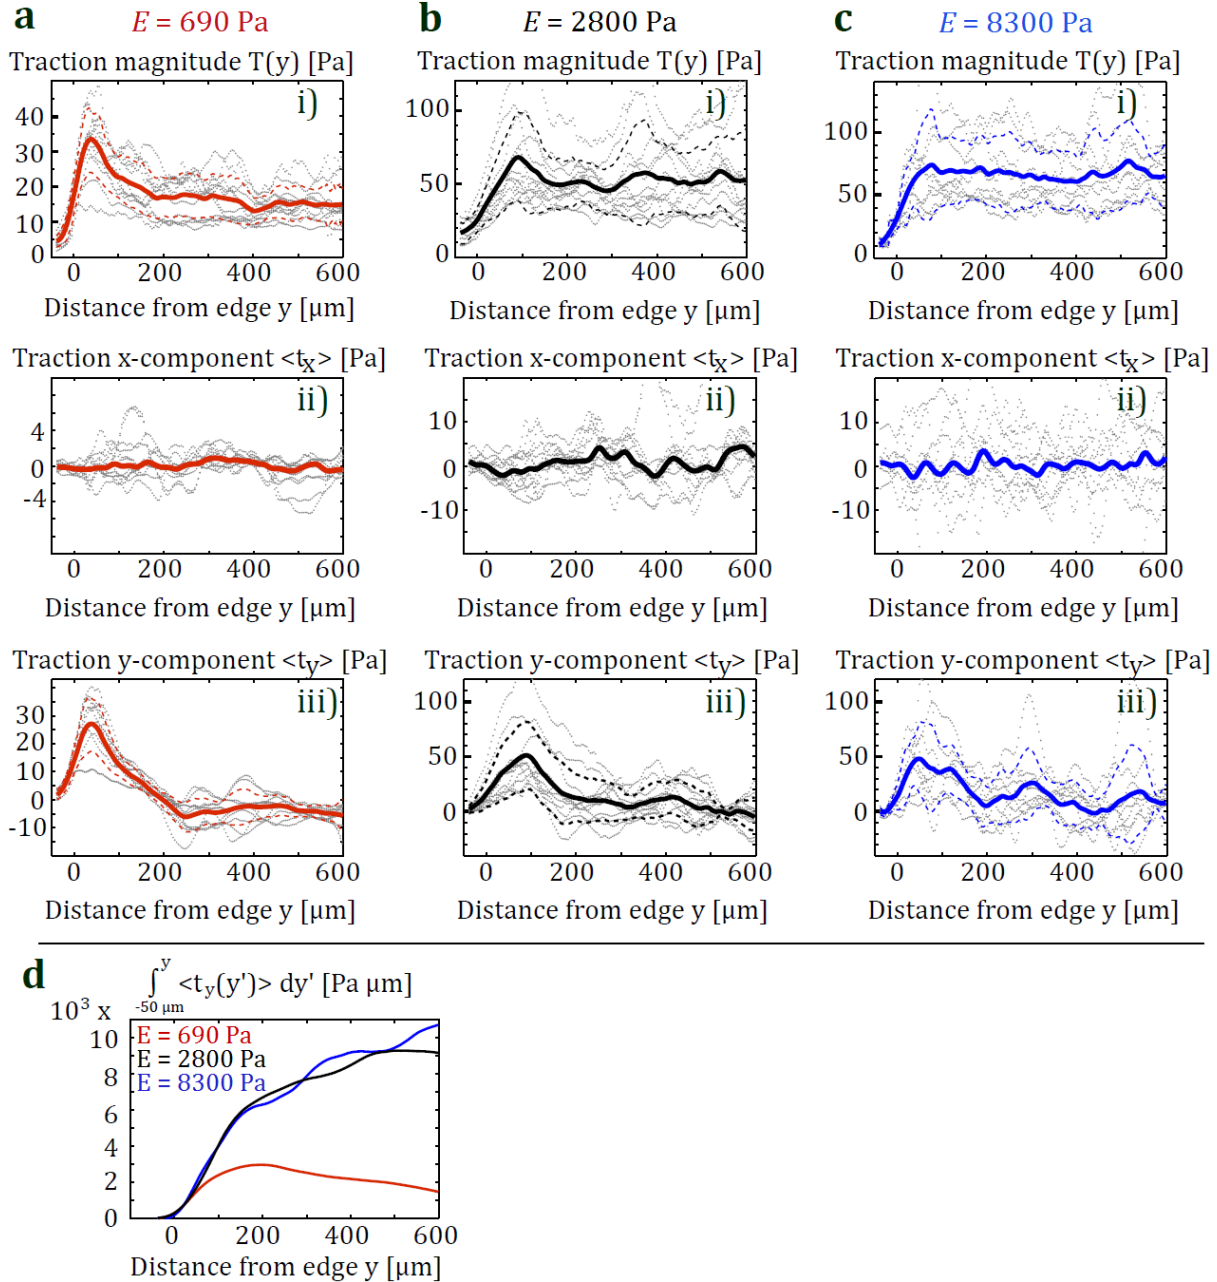 a
E = 690 Pa
Traction magnitude T(y) [Pa]
i)
40
30
20
10
0
0 200 400 600
Distance from edge y [μm]
Traction x-component <tx> [Pa]
ii)
4
0
-4
0 200 400 600
Distance from edge y [μm]
Traction y-component <ty> [Pa]
iii)
30
20
10
0
-10
0 200 400 600
Distance from edge y [μm]
b
E = 2800 Pa
Traction magnitude T(y) [Pa]
i)
100
50
0
0 200 400 600
Distance from edge y [μm]
Traction x-component <tx> [Pa]
ii)
10
0
-10
0 200 400 600
Distance from edge y [μm]
Traction y-component <ty> [Pa]
iii)
100
50
0
0 200 400 600
Distance from edge y [μm]
c
E = 8300 Pa
Traction magnitude T(y) [Pa]
i)
100
50
0
0 200 400 600
Distance from edge y [μm]
Traction x-component <tx> [Pa]
ii)
10
0
-10
0 200 400 600
Distance from edge y [μm]
Traction y-component <ty> [Pa]
iii)
100
50
0
0 200 400 600
Distance from edge y [μm]
d
∫ y -50 μm <ty(y')> dy' [Pa μm]
10³ x
E = 690 Pa
E = 2800 Pa
E = 8300 Pa
10
8
6
4
2
0
0 200 400 600
Distance from edge y [μm]